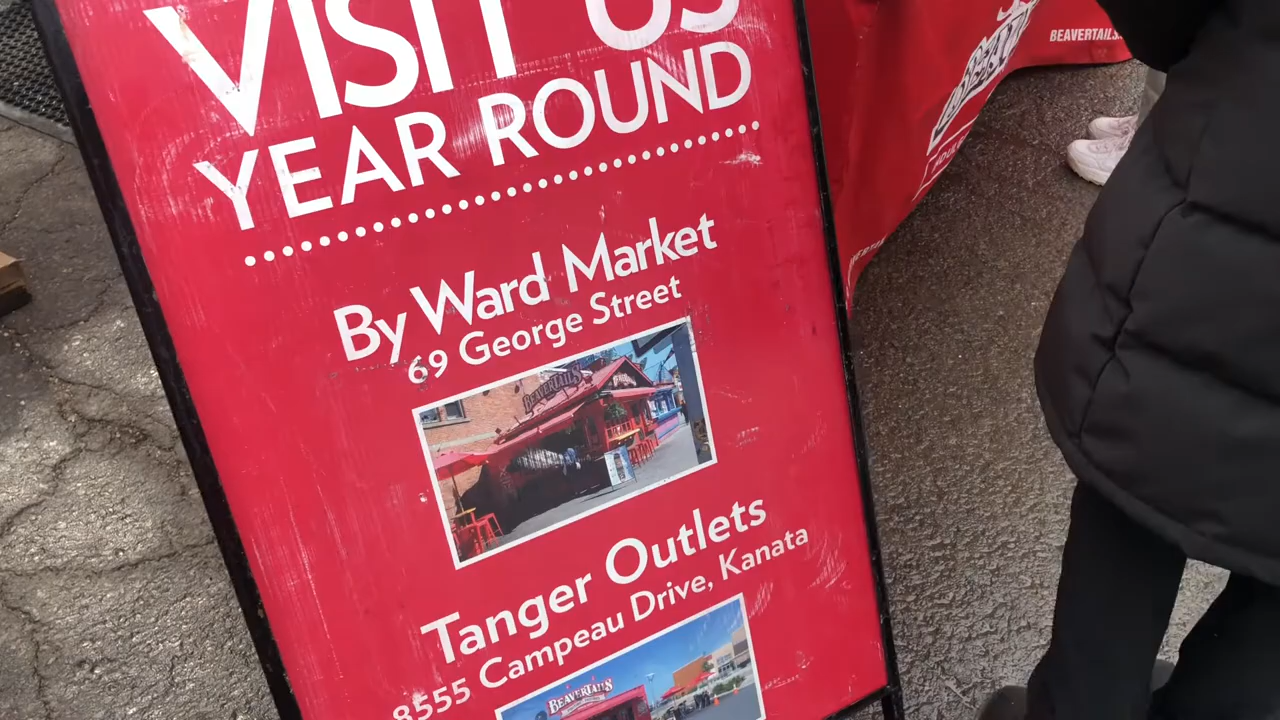 VISIT US
YEAR ROUND
By Ward Market
69 George Street
BEAVERTAILS
Tanger Outlets
8555 Campeau Drive, Kanata
BEAVERTAILS
BEAVERTAILS.